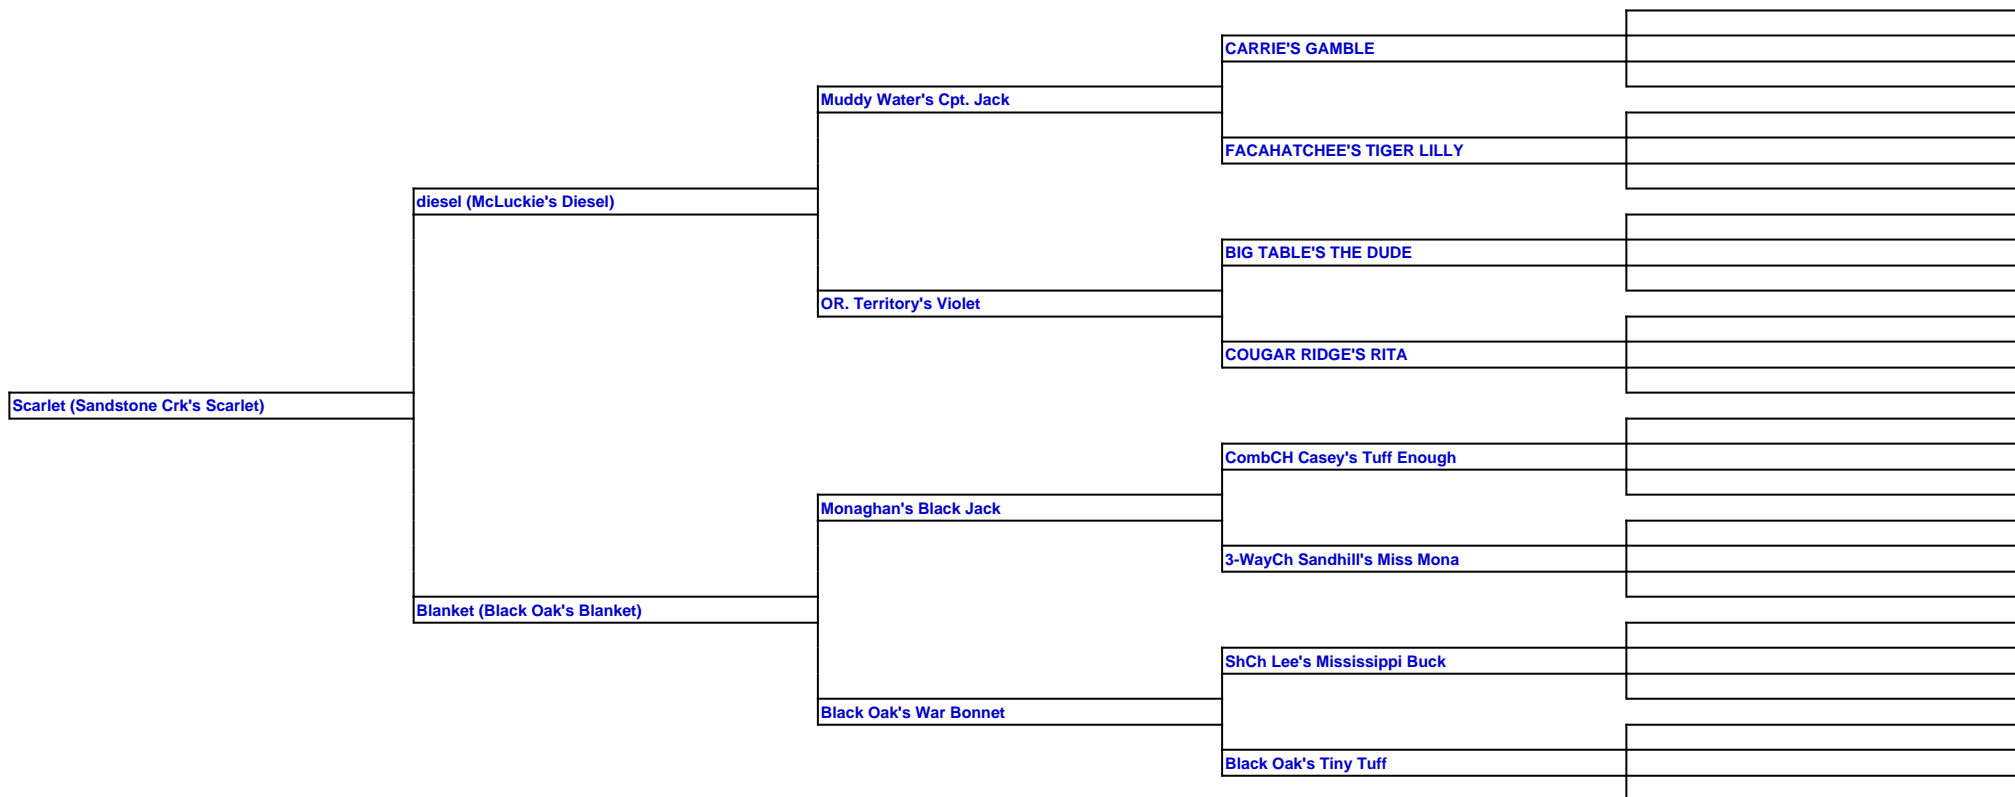 CARRIE'S GAMBLE
Muddy Water's Cpt. Jack
FACAHATCHEE'S TIGER LILLY
diesel (McLuckie's Diesel)
BIG TABLE'S THE DUDE
OR. Territory's Violet
COUGAR RIDGE'S RITA
Scarlet (Sandstone Crk's Scarlet)
CombCH Casey's Tuff Enough
Monaghan's Black Jack
3-WayCh Sandhill's Miss Mona
Blanket (Black Oak's Blanket)
ShCh Lee's Mississippi Buck
Black Oak's War Bonnet
Black Oak's Tiny Tuff